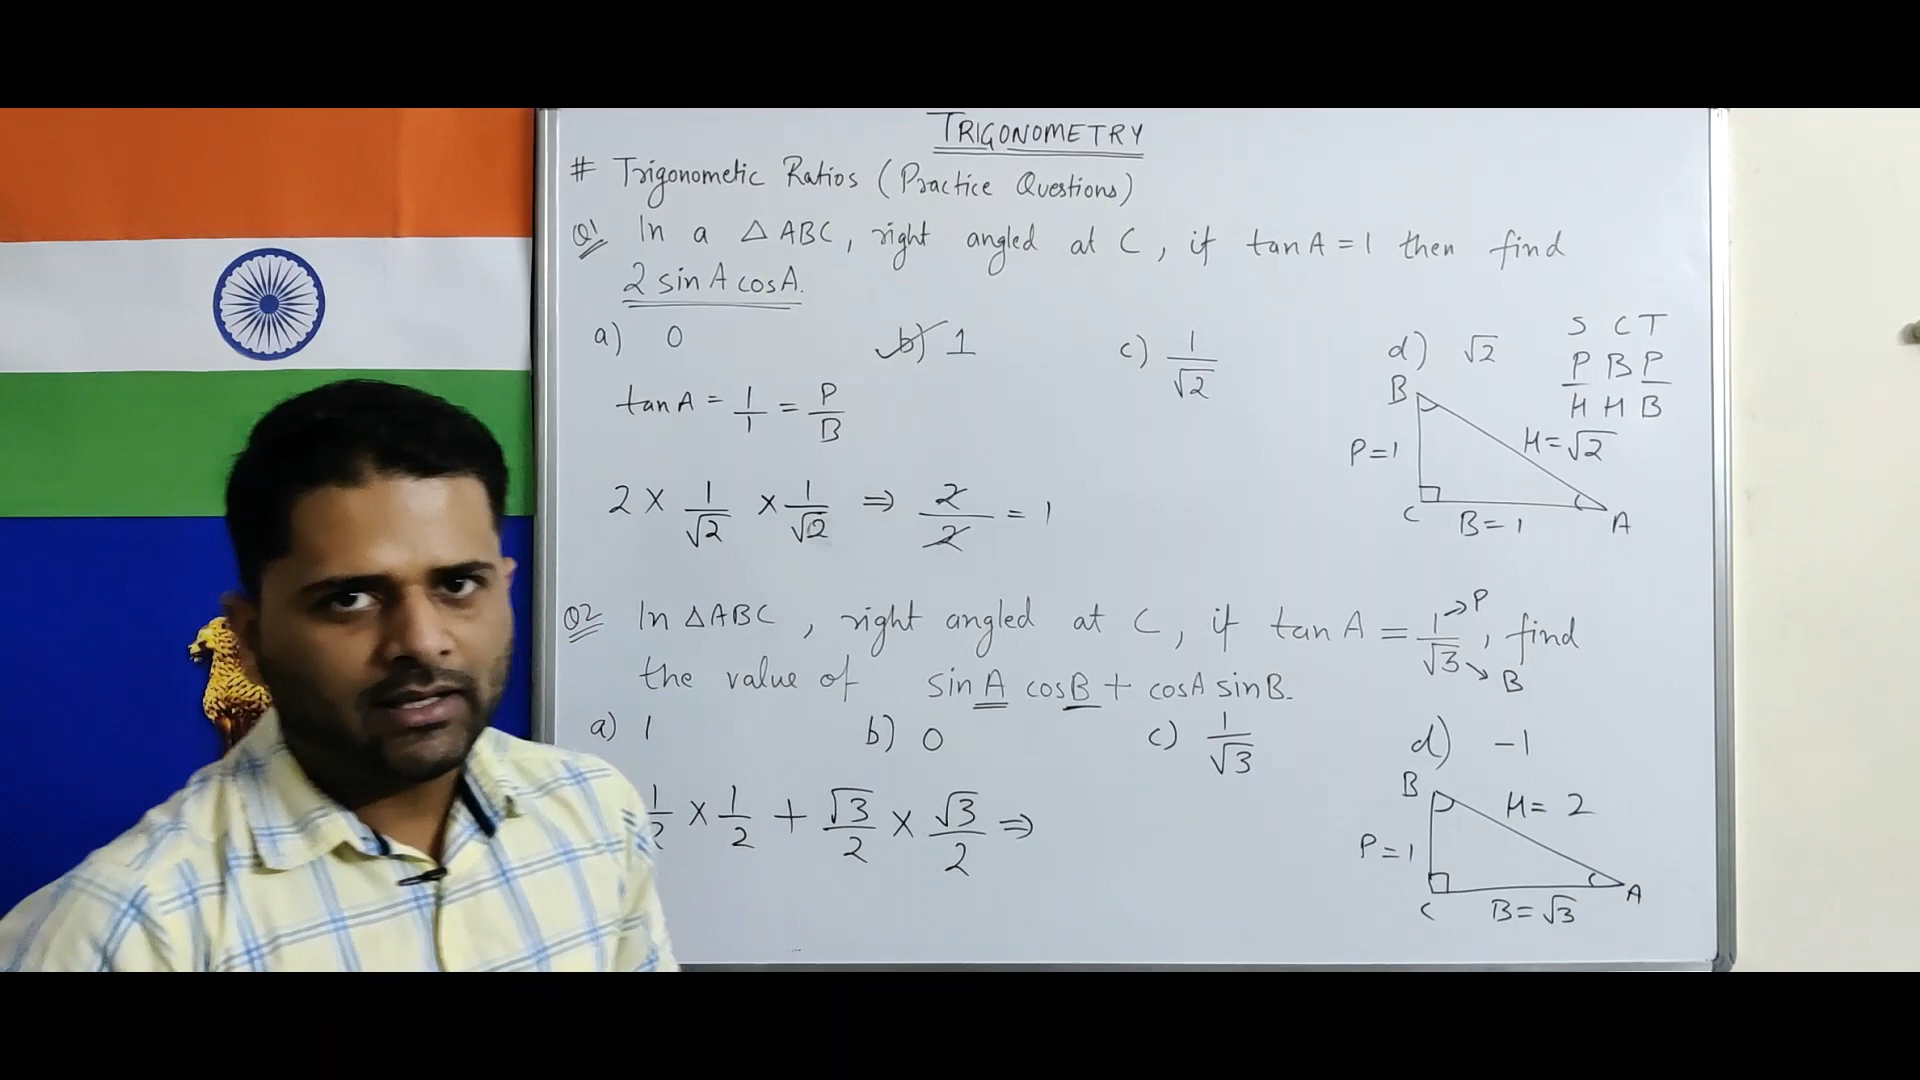 TRIGONOMETRY
# Trigonometic Ratios (Practice Questions)
Q1 In a △ABC, right angled at C, if tan A = 1 then find
2 sin A cos A.
a) 0 b) 1 c) 1/√2 d) √2
S C T
P B P
H H B
tan A = 1/1 = P/B
B
P = 1 H = √2
C B = 1 A
2 × 1/√2 × 1/√2 ⇒ 2/2 = 1
Q2 In △ABC, right angled at C, if tan A = 1/√3, find
→ P
→ B
the value of sin A cos B + cos A sin B.
a) 1 b) 0 c) 1/√3 d) -1
1/2 × 1/2 + √3/2 × √3/2 ⇒
B H = 2
P = 1
C B = √3 A